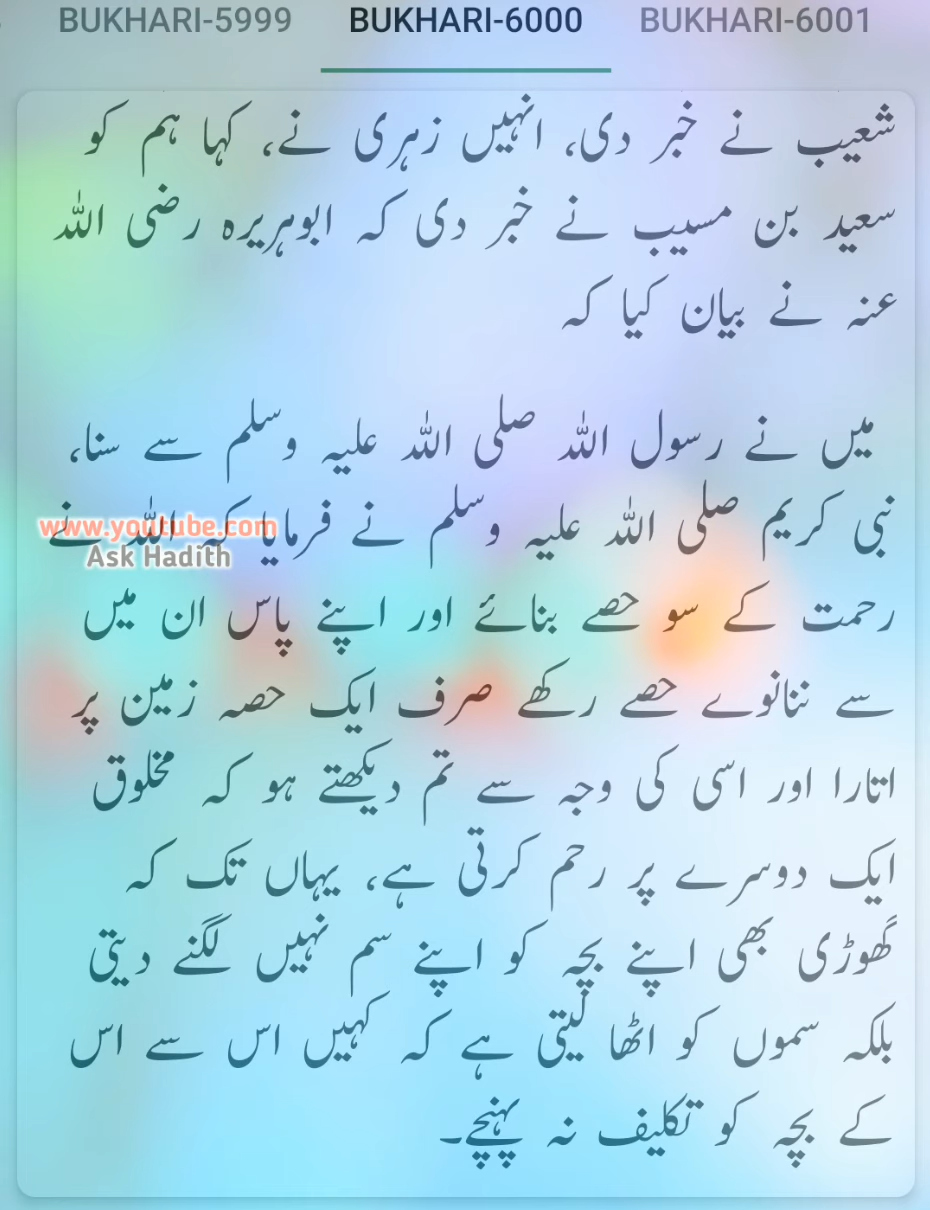 BUKHARI-5999 BUKHARI-6000 BUKHARI-6001
شعیب نے خبر دی، انہیں زہری نے، کہا ہم کو
سعید بن مسیب نے خبر دی کہ ابوہریرہ رضی اللہ
عنہ نے بیان کیا کہ
میں نے رسول اللہ صلی اللہ علیہ وسلم سے سنا،
نبی کریم صلی اللہ علیہ وسلم نے فرمایا کہ اللہ نے
www.youtube.com
Ask Hadith
رحمت کے سو حصے بنائے اور اپنے پاس ان میں
سے ننانوے حصے رکھے صرف ایک حصہ زمین پر
اتارا اور اسی کی وجہ سے تم دیکھتے ہو کہ مخلوق
ایک دوسرے پر رحم کرتی ہے، یہاں تک کہ
گھوڑی بھی اپنے بچہ کو اپنے سم نہیں لگنے دیتی
بلکہ سموں کو اٹھا لیتی ہے کہ کہیں اس سے اس
کے بچہ کو تکلیف نہ پہنچے۔